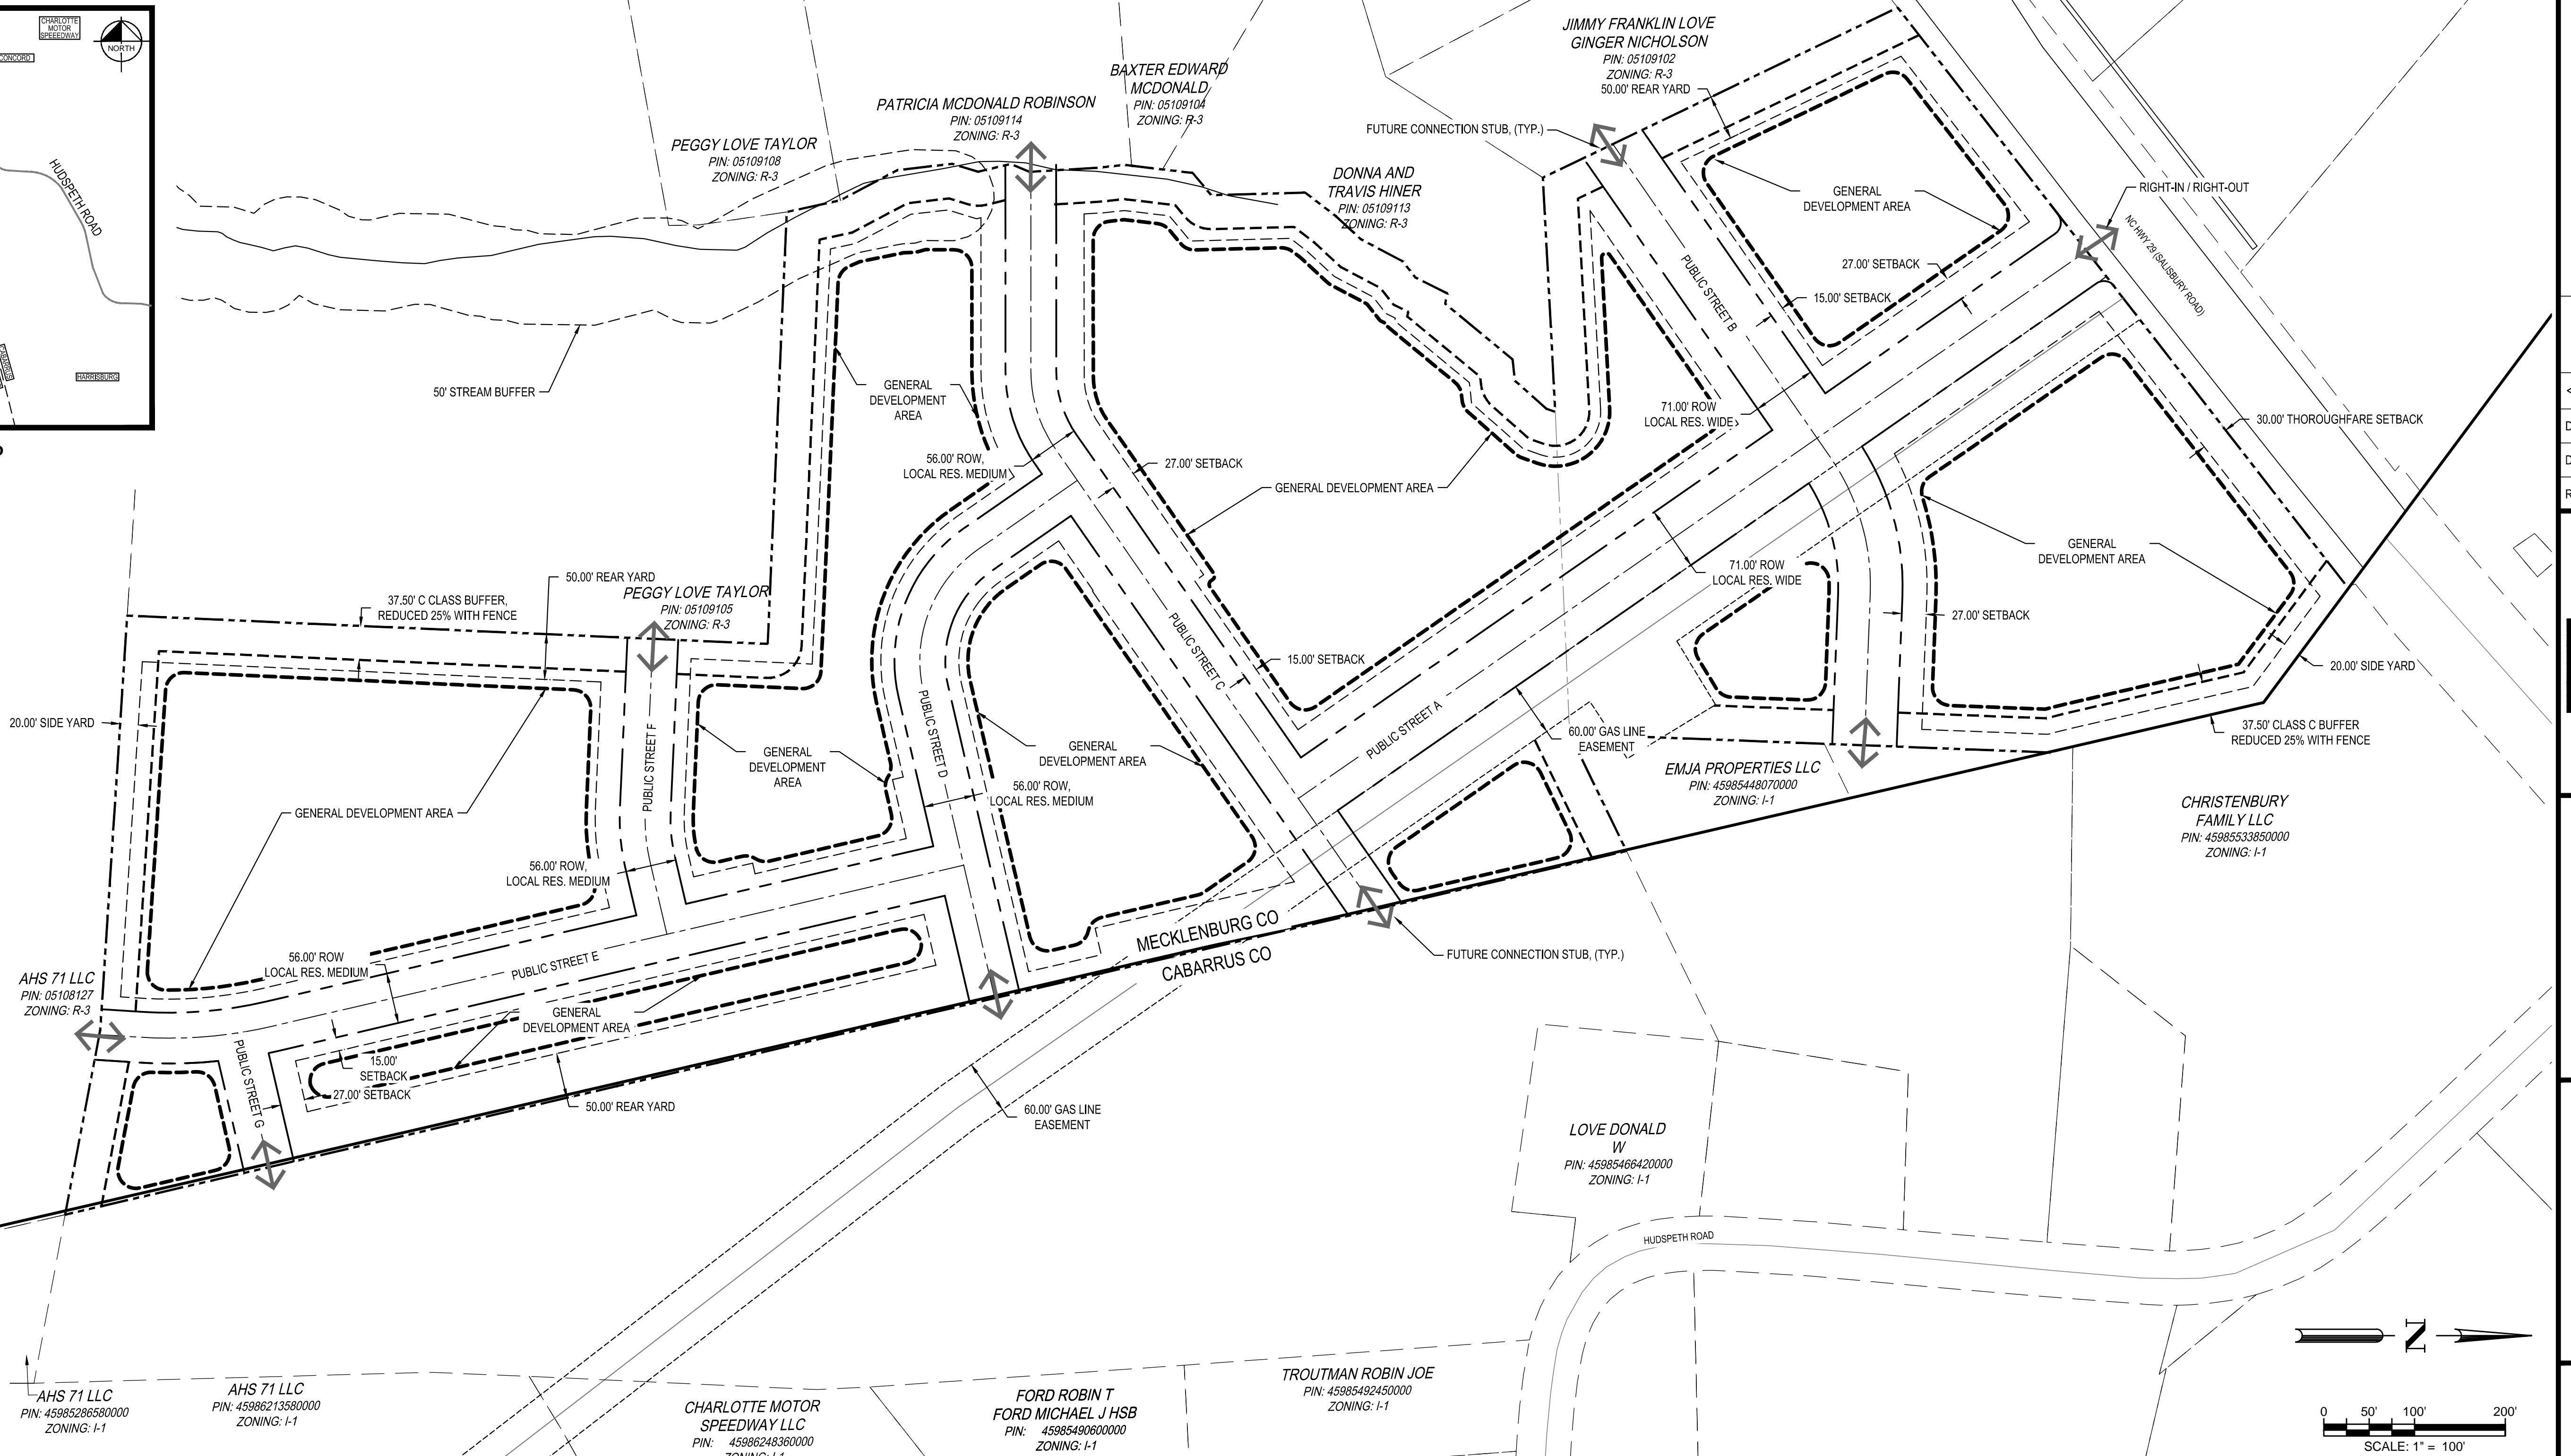 CHARLOTTE
MOTOR
SPEEEDWAY
NORTH
CONCORD
HUDSPETH ROAD
CABARRUS
HARRISBURG
JIMMY FRANKLIN LOVE
GINGER NICHOLSON
PIN: 05109102
ZONING: R-3
50.00' REAR YARD
BAXTER EDWARD
MCDONALD
PIN: 05109104
ZONING: R-3
PATRICIA MCDONALD ROBINSON
PIN: 05109114
ZONING: R-3
PEGGY LOVE TAYLOR
PIN: 05109108
ZONING: R-3
FUTURE CONNECTION STUB, (TYP.)
DONNA AND
TRAVIS HINER
PIN: 05109113
ZONING: R-3
GENERAL
DEVELOPMENT AREA
RIGHT-IN / RIGHT-OUT
NC HWY 29 (SALISBURY ROAD)
27.00' SETBACK
15.00' SETBACK
PUBLIC STREET B
50' STREAM BUFFER
GENERAL
DEVELOPMENT
AREA
71.00' ROW
LOCAL RES. WIDE
30.00' THOROUGHFARE SETBACK
56.00' ROW,
LOCAL RES. MEDIUM
27.00' SETBACK
GENERAL DEVELOPMENT AREA
GENERAL
DEVELOPMENT AREA
71.00' ROW
LOCAL RES. WIDE
27.00' SETBACK
50.00' REAR YARD
37.50' C CLASS BUFFER,
REDUCED 25% WITH FENCE
PEGGY LOVE TAYLOR
PIN: 05109105
ZONING: R-3
PUBLIC STREET C
15.00' SETBACK
20.00' SIDE YARD
20.00' SIDE YARD
37.50' CLASS C BUFFER
REDUCED 25% WITH FENCE
PUBLIC STREET F
PUBLIC STREET D
PUBLIC STREET A
GENERAL
DEVELOPMENT
AREA
GENERAL
DEVELOPMENT AREA
60.00' GAS LINE
EASEMENT
EMJA PROPERTIES LLC
PIN: 45985448070000
ZONING: I-1
56.00' ROW,
LOCAL RES. MEDIUM
CHRISTENBURY
FAMILY LLC
PIN: 45985533850000
ZONING: I-1
GENERAL DEVELOPMENT AREA
56.00' ROW,
LOCAL RES. MEDIUM
MECKLENBURG CO
CABARRUS CO
FUTURE CONNECTION STUB, (TYP.)
56.00' ROW
LOCAL RES. MEDIUM
PUBLIC STREET E
AHS 71 LLC
PIN: 05108127
ZONING: R-3
GENERAL
DEVELOPMENT AREA
PUBLIC STREET G
15.00'
SETBACK
27.00' SETBACK
50.00' REAR YARD
60.00' GAS LINE
EASEMENT
LOVE DONALD
W
PIN: 45985466420000
ZONING: I-1
HUDSPETH ROAD
N
AHS 71 LLC
PIN: 45985286580000
ZONING: I-1
AHS 71 LLC
PIN: 45986213580000
ZONING: I-1
CHARLOTTE MOTOR
SPEEDWAY LLC
PIN: 45986248360000
ZONING: I-1
FORD ROBIN T
FORD MICHAEL J HSB
PIN: 45985490600000
ZONING: I-1
TROUTMAN ROBIN JOE
PIN: 45985492450000
ZONING: I-1
0 50' 100' 200'
SCALE: 1" = 100'